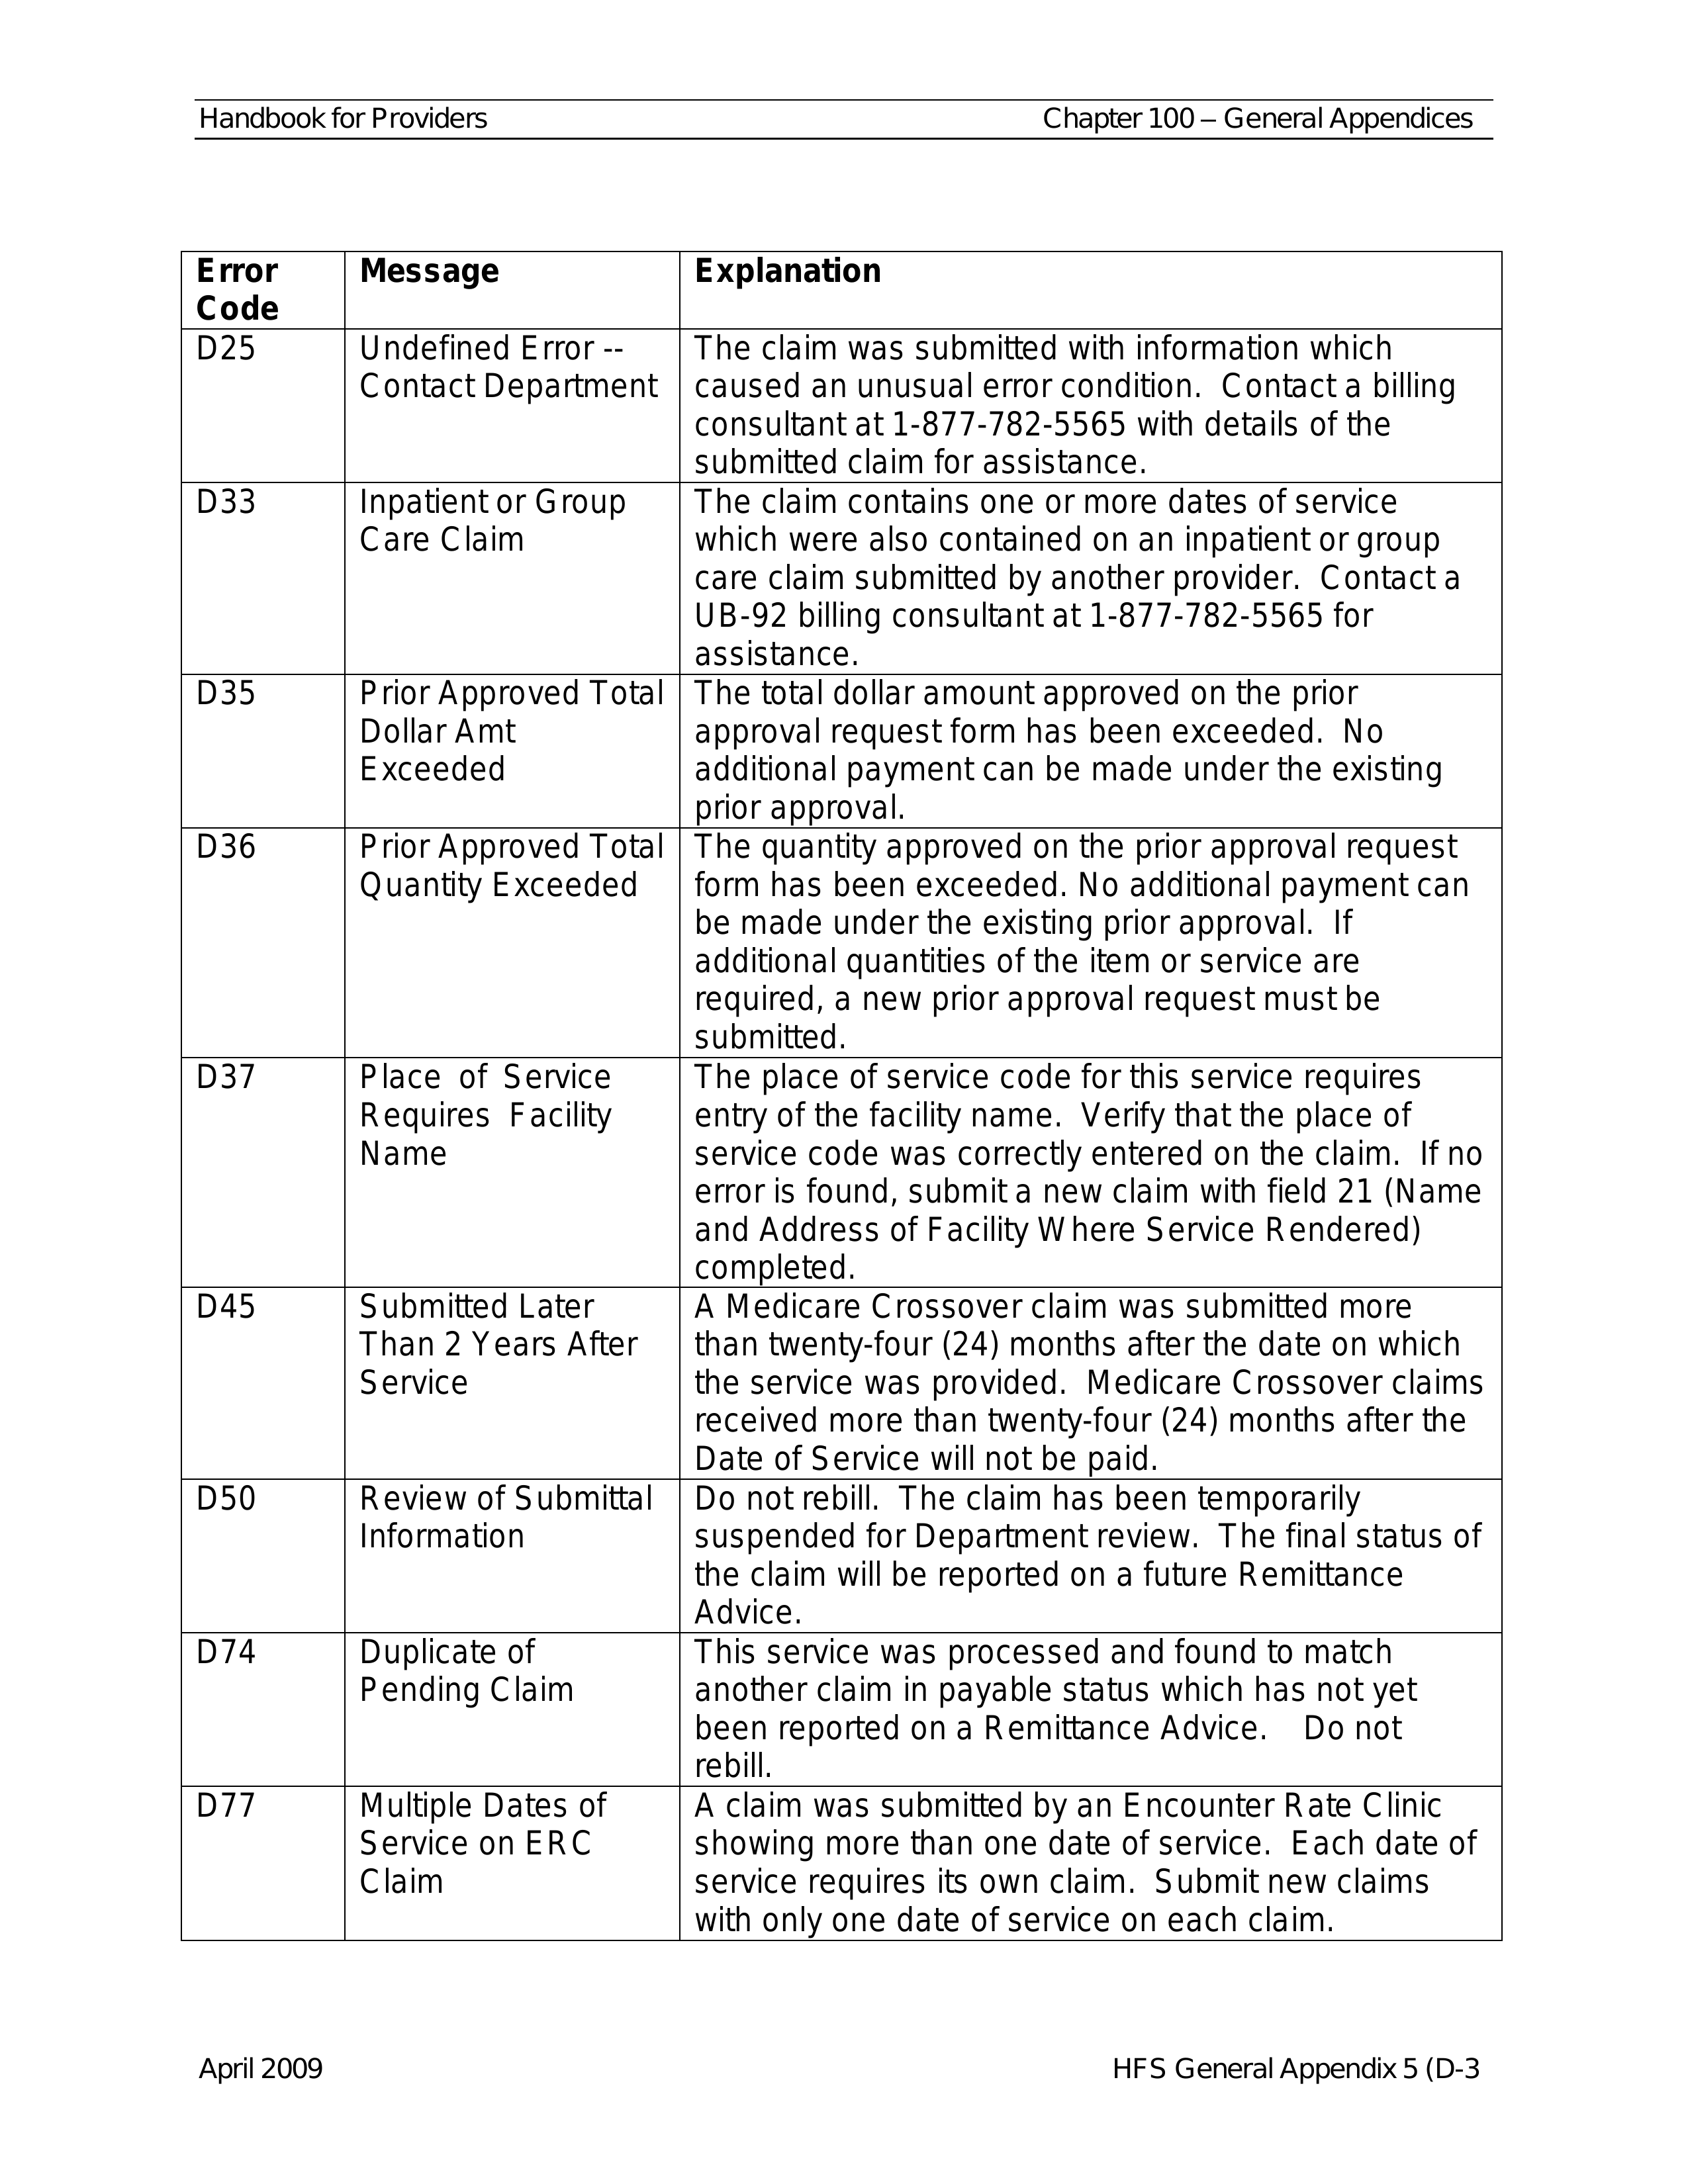 Handbook for Providers Chapter 100 – General Appendices
Error Code Message Explanation
D25 Undefined Error -- The claim was submitted with information which
Contact Department caused an unusual error condition. Contact a billing
consultant at 1-877-782-5565 with details of the
submitted claim for assistance.
D33 Inpatient or Group The claim contains one or more dates of service
Care Claim which were also contained on an inpatient or group
care claim submitted by another provider. Contact a
UB-92 billing consultant at 1-877-782-5565 for
assistance.
D35 Prior Approved Total The total dollar amount approved on the prior
Dollar Amt approval request form has been exceeded. No
Exceeded additional payment can be made under the existing
prior approval.
D36 Prior Approved Total The quantity approved on the prior approval request
Quantity Exceeded form has been exceeded. No additional payment can
be made under the existing prior approval. If
additional quantities of the item or service are
required, a new prior approval request must be
submitted.
D37 Place of Service The place of service code for this service requires
Requires Facility entry of the facility name. Verify that the place of
Name service code was correctly entered on the claim. If no
error is found, submit a new claim with field 21 (Name
and Address of Facility Where Service Rendered)
completed.
D45 Submitted Later A Medicare Crossover claim was submitted more
Than 2 Years After than twenty-four (24) months after the date on which
Service the service was provided. Medicare Crossover claims
received more than twenty-four (24) months after the
Date of Service will not be paid.
D50 Review of Submittal Do not rebill. The claim has been temporarily
Information suspended for Department review. The final status of
the claim will be reported on a future Remittance
Advice.
D74 Duplicate of This service was processed and found to match
Pending Claim another claim in payable status which has not yet
been reported on a Remittance Advice. Do not
rebill.
D77 Multiple Dates of A claim was submitted by an Encounter Rate Clinic
Service on ERC showing more than one date of service. Each date of
Claim service requires its own claim. Submit new claims
with only one date of service on each claim.
April 2009 HFS General Appendix 5 (D-3